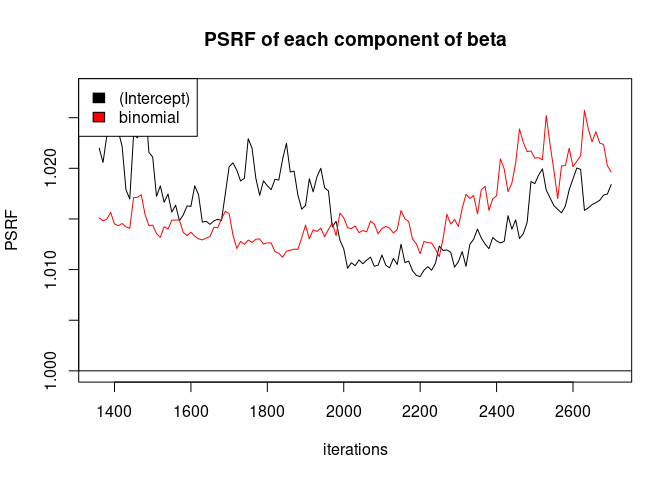 PSRF of each component of beta
(Intercept)
binomial
PSRF
1.020
1.010
1.000
1400 1600 1800 2000 2200 2400 2600
iterations